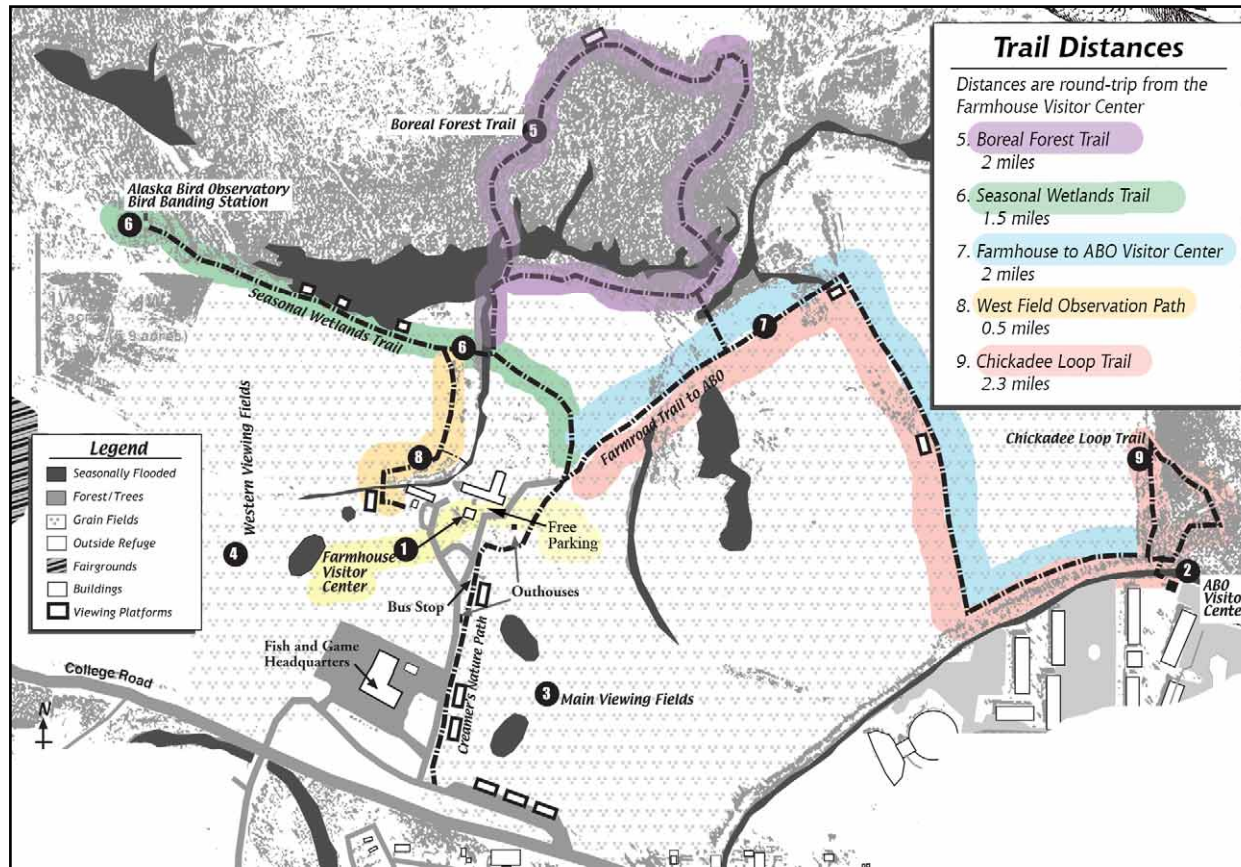 Trail Distances
Distances are round-trip from the
Farmhouse Visitor Center
5. Boreal Forest Trail
2 miles
6. Seasonal Wetlands Trail
1.5 miles
7. Farmhouse to ABO Visitor Center
2 miles
8. West Field Observation Path
0.5 miles
9. Chickadee Loop Trail
2.3 miles
Boreal Forest Trail
5
Alaska Bird Observatory
Bird Banding Station
6
Seasonal Wetlands Trail
6
7
Farmroad Trail to ABO
Chickadee Loop Trail
9
Legend
Seasonally Flooded
Forest/Trees
Grain Fields
Outside Refuge
Fairgrounds
Buildings
Viewing Platforms
Western Viewing Fields
4
8
1
Farmhouse
Visitor
Center
Free
Parking
Bus Stop
Outhouses
2
ABO
Visitor
Center
Fish and Game
Headquarters
Creamer's Nature Path
3
Main Viewing Fields
College Road
N